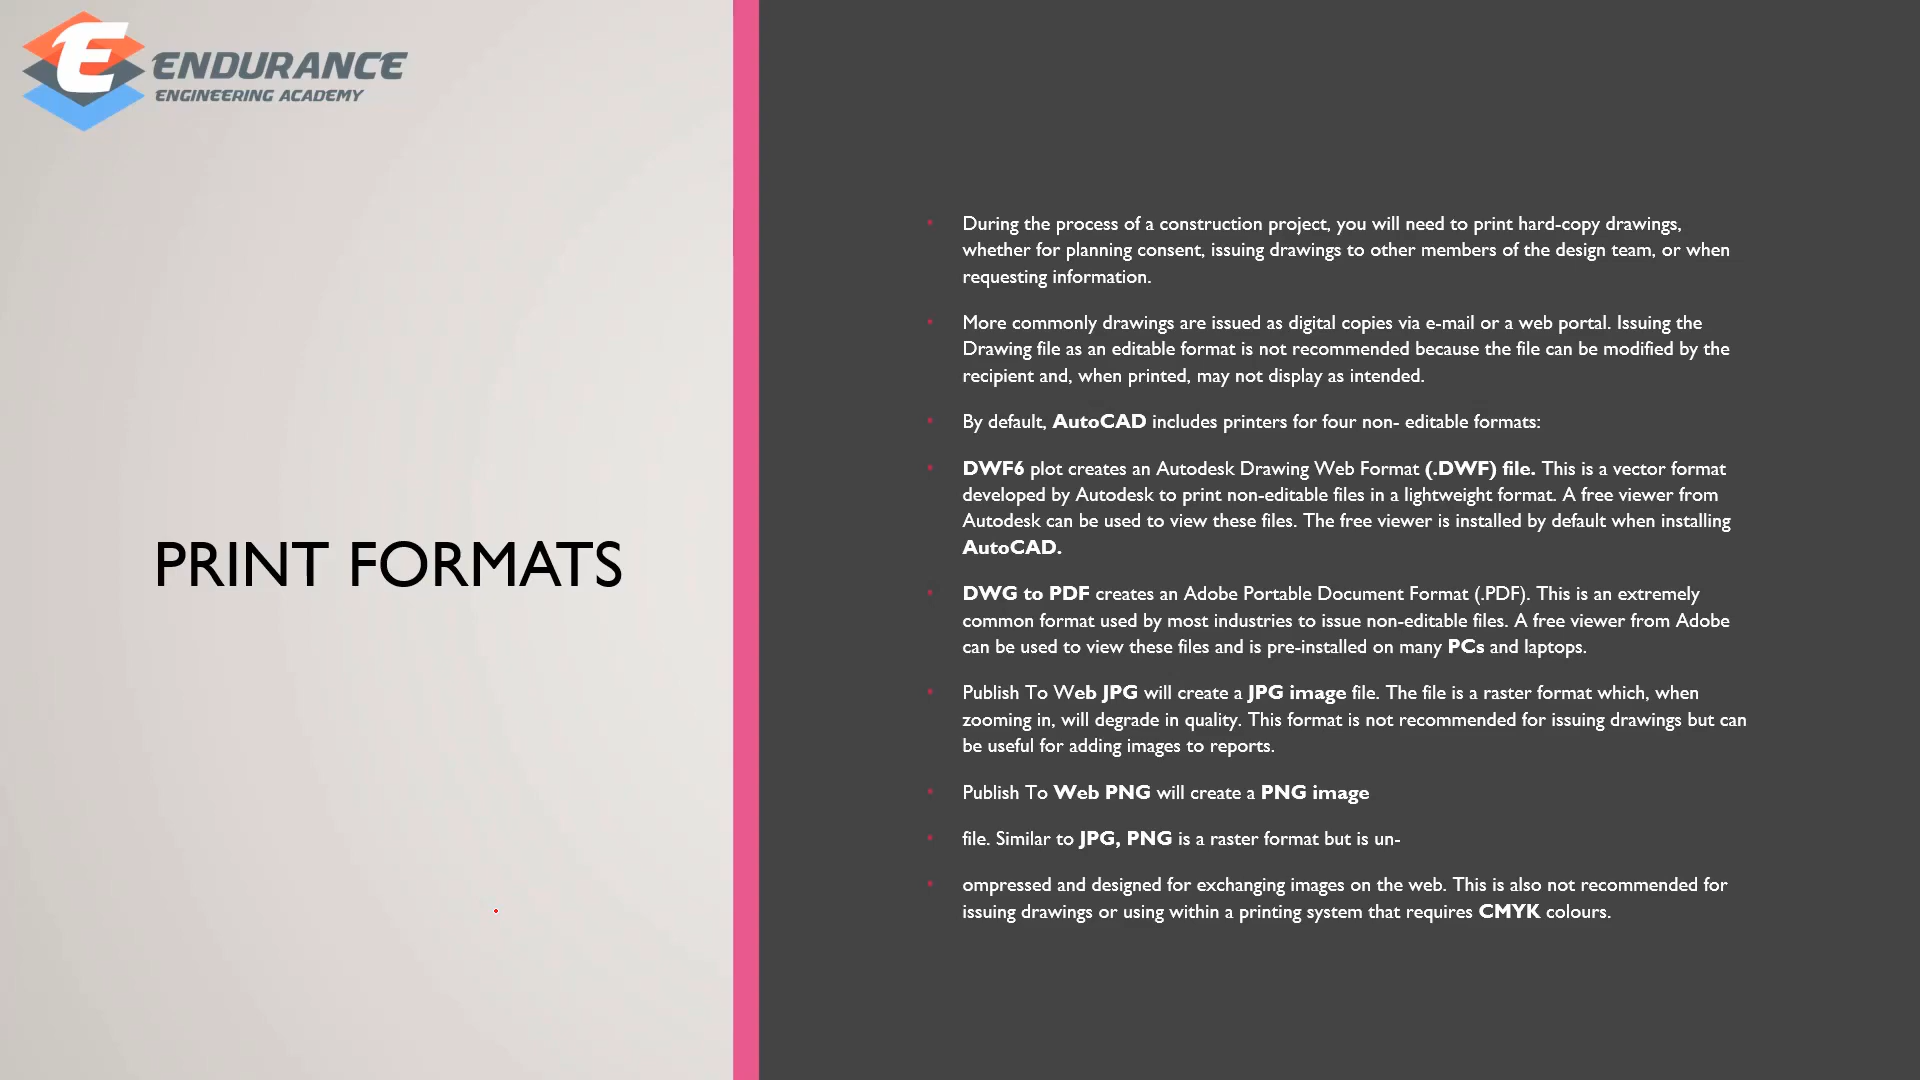 ENDURANCE
ENGINEERING ACADEMY
PRINT FORMATS
• During the process of a construction project, you will need to print hard-copy drawings,
whether for planning consent, issuing drawings to other members of the design team, or when
requesting information.
• More commonly drawings are issued as digital copies via e-mail or a web portal. Issuing the
Drawing file as an editable format is not recommended because the file can be modified by the
recipient and, when printed, may not display as intended.
• By default, AutoCAD includes printers for four non- editable formats:
• DWF6 plot creates an Autodesk Drawing Web Format (.DWF) file. This is a vector format
developed by Autodesk to print non-editable files in a lightweight format. A free viewer from
Autodesk can be used to view these files. The free viewer is installed by default when installing
AutoCAD.
• DWG to PDF creates an Adobe Portable Document Format (.PDF). This is an extremely
common format used by most industries to issue non-editable files. A free viewer from Adobe
can be used to view these files and is pre-installed on many PCs and laptops.
• Publish To Web JPG will create a JPG image file. The file is a raster format which, when
zooming in, will degrade in quality. This format is not recommended for issuing drawings but can
be useful for adding images to reports.
• Publish To Web PNG will create a PNG image
• file. Similar to JPG, PNG is a raster format but is un-
• ompressed and designed for exchanging images on the web. This is also not recommended for
issuing drawings or using within a printing system that requires CMYK colours.